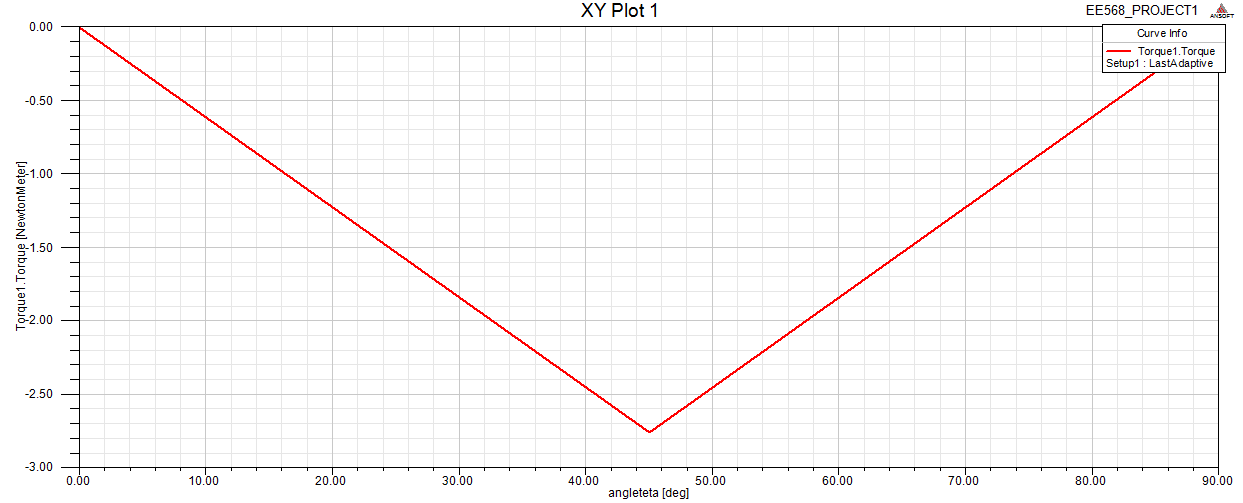 XY Plot 1
EE568_PROJECT1
ANSOFT
Curve Info
Torque1.Torque
Setup1 : LastAdaptive
Torque1.Torque [NewtonMeter]
0.00
-0.50
-1.00
-1.50
-2.00
-2.50
-3.00
0.00 10.00 20.00 30.00 40.00 50.00 60.00 70.00 80.00 90.00
angleteta [deg]